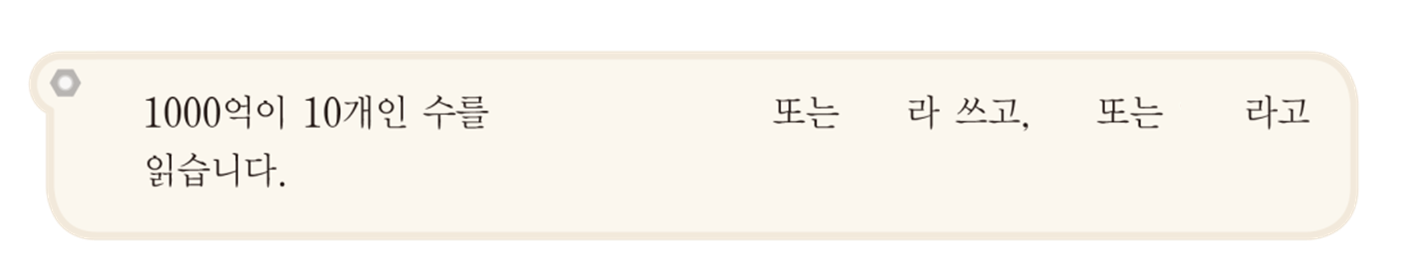 1000억이 10개인 수를 또는 라 쓰고, 또는 라고
읽습니다.